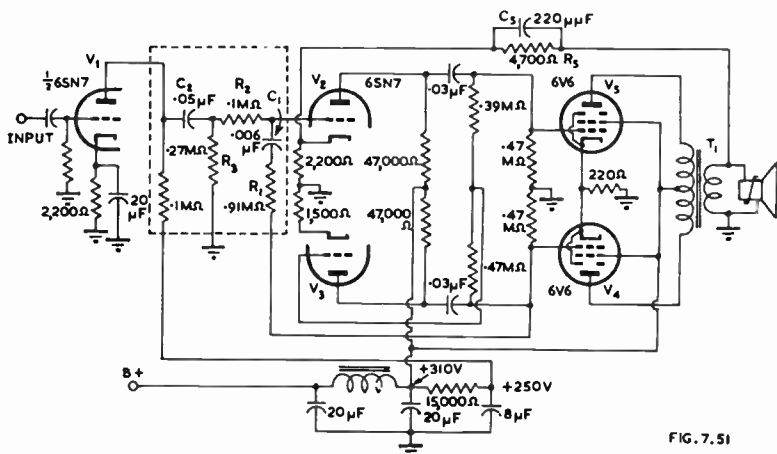 C5 220μμF
4,700Ω R5
V1
½6SN7
C2
.05μF
R2
.1MΩ
C1
V2
6SN7
6V6
V5
T1
INPUT
.006
μF
.27MΩ
R3
R1
.91MΩ
.03μF
.39MΩ
2,200Ω
20
μF
.1MΩ
2,200Ω
1,500Ω
47,000Ω
47,000
Ω
.47
MΩ
220Ω
.47
MΩ
.47MΩ
V3
.03μF
6V6
V4
B+
+310V
+250V
20μF
15,000Ω
20μF
8μF
FIG. 7.51